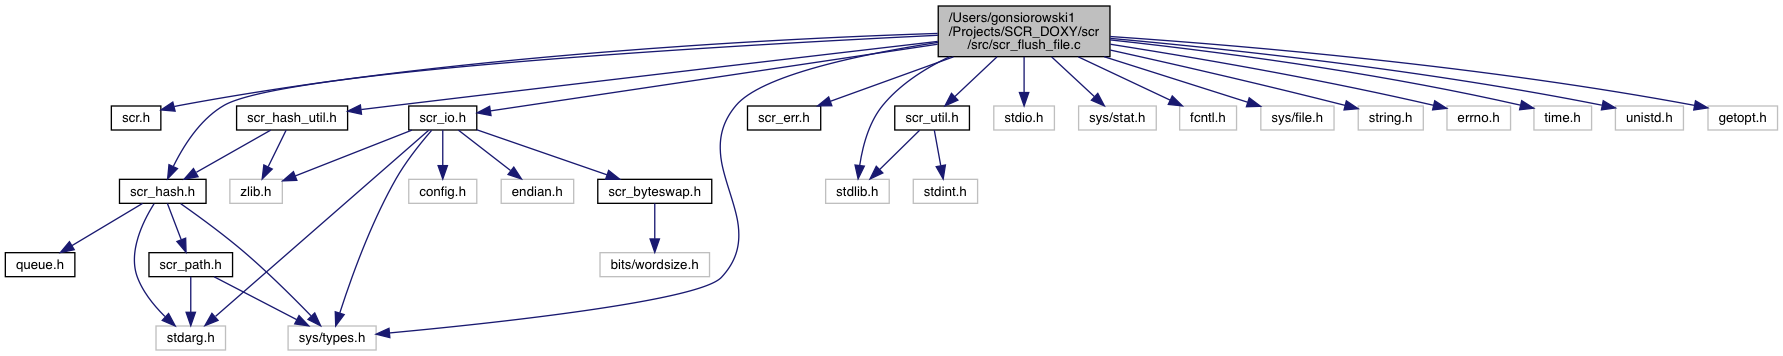 /Users/gonsiorowski1
/Projects/SCR_DOXY/scr
/src/scr_flush_file.c
scr.h
scr_hash_util.h
scr_io.h
scr_err.h
scr_util.h
stdio.h
sys/stat.h
fcntl.h
sys/file.h
string.h
errno.h
time.h
unistd.h
getopt.h
scr_hash.h
zlib.h
config.h
endian.h
scr_byteswap.h
stdlib.h
stdint.h
queue.h
scr_path.h
bits/wordsize.h
stdarg.h
sys/types.h